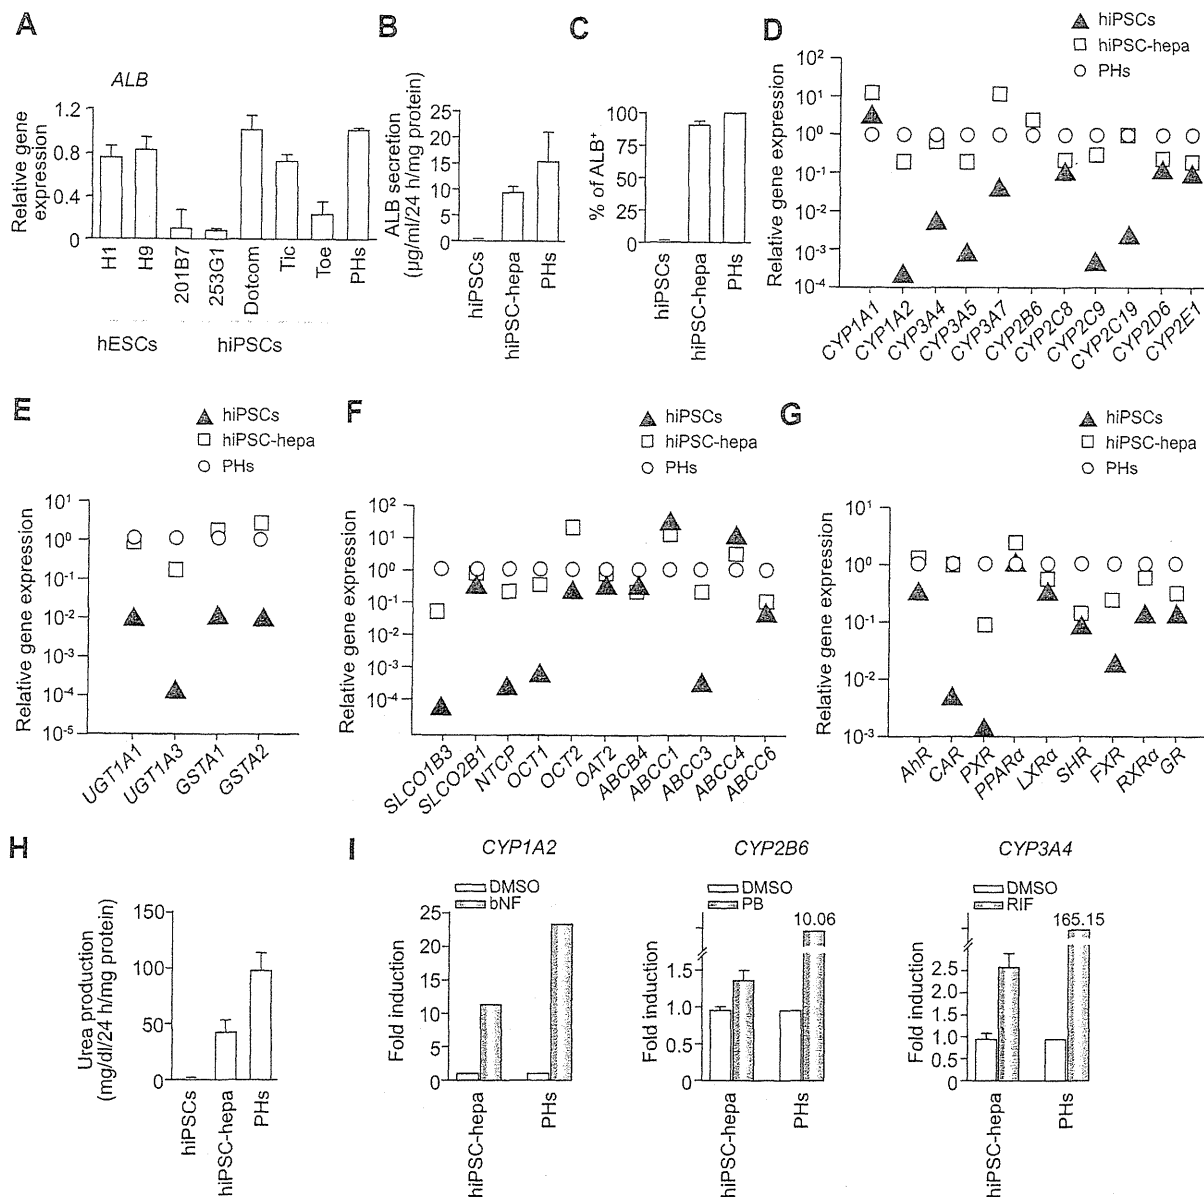 A
ALB
Relative gene
expression
1.2
0.8
0.4
0
H1
H9
201B7
253G1
Dotcom
Tic
Toe
PHs
hESCs
hiPSCs
B
ALB secretion
(µg/ml/24 h/mg protein)
25
20
15
10
5
0
hiPSCs
hiPSC-hepa
PHs
C
% of ALB⁺
100
75
50
25
0
hiPSCs
hiPSC-hepa
PHs
D
hiPSCs
hiPSC-hepa
PHs
Relative gene expression
10²
10¹
10⁰
10⁻¹
10⁻²
10⁻³
10⁻⁴
CYP1A1
CYP1A2
CYP3A4
CYP3A5
CYP3A7
CYP2B6
CYP2C8
CYP2C9
CYP2C19
CYP2D6
CYP2E1
E
hiPSCs
hiPSC-hepa
PHs
Relative gene expression
10¹
10⁰
10⁻¹
10⁻²
10⁻³
10⁻⁴
10⁻⁵
UGT1A1
UGT1A3
GSTA1
GSTA2
F
hiPSCs
hiPSC-hepa
PHs
Relative gene expression
10²
10¹
10⁰
10⁻¹
10⁻²
10⁻³
10⁻⁴
SLCO1B3
SLCO2B1
NTCP
OCT1
OCT2
OAT2
ABCB4
ABCC1
ABCC3
ABCC4
ABCC6
G
hiPSCs
hiPSC-hepa
PHs
Relative gene expression
10¹
10⁰
10⁻¹
10⁻²
10⁻³
AhR
CAR
PXR
PPARα
LXRα
SHR
FXR
RXRα
GR
H
Urea production
(mg/dl/24 h/mg protein)
150
100
50
0
hiPSCs
hiPSC-hepa
PHs
I
CYP1A2
DMSO
bNF
Fold induction
25
20
15
10
5
0
hiPSC-hepa
PHs
CYP2B6
DMSO
PB
10.06
Fold induction
1.5
1.0
0.5
0
hiPSC-hepa
PHs
CYP3A4
DMSO
RIF
165.15
Fold induction
2.5
2.0
1.5
1.0
0.5
0
hiPSC-hepa
PHs